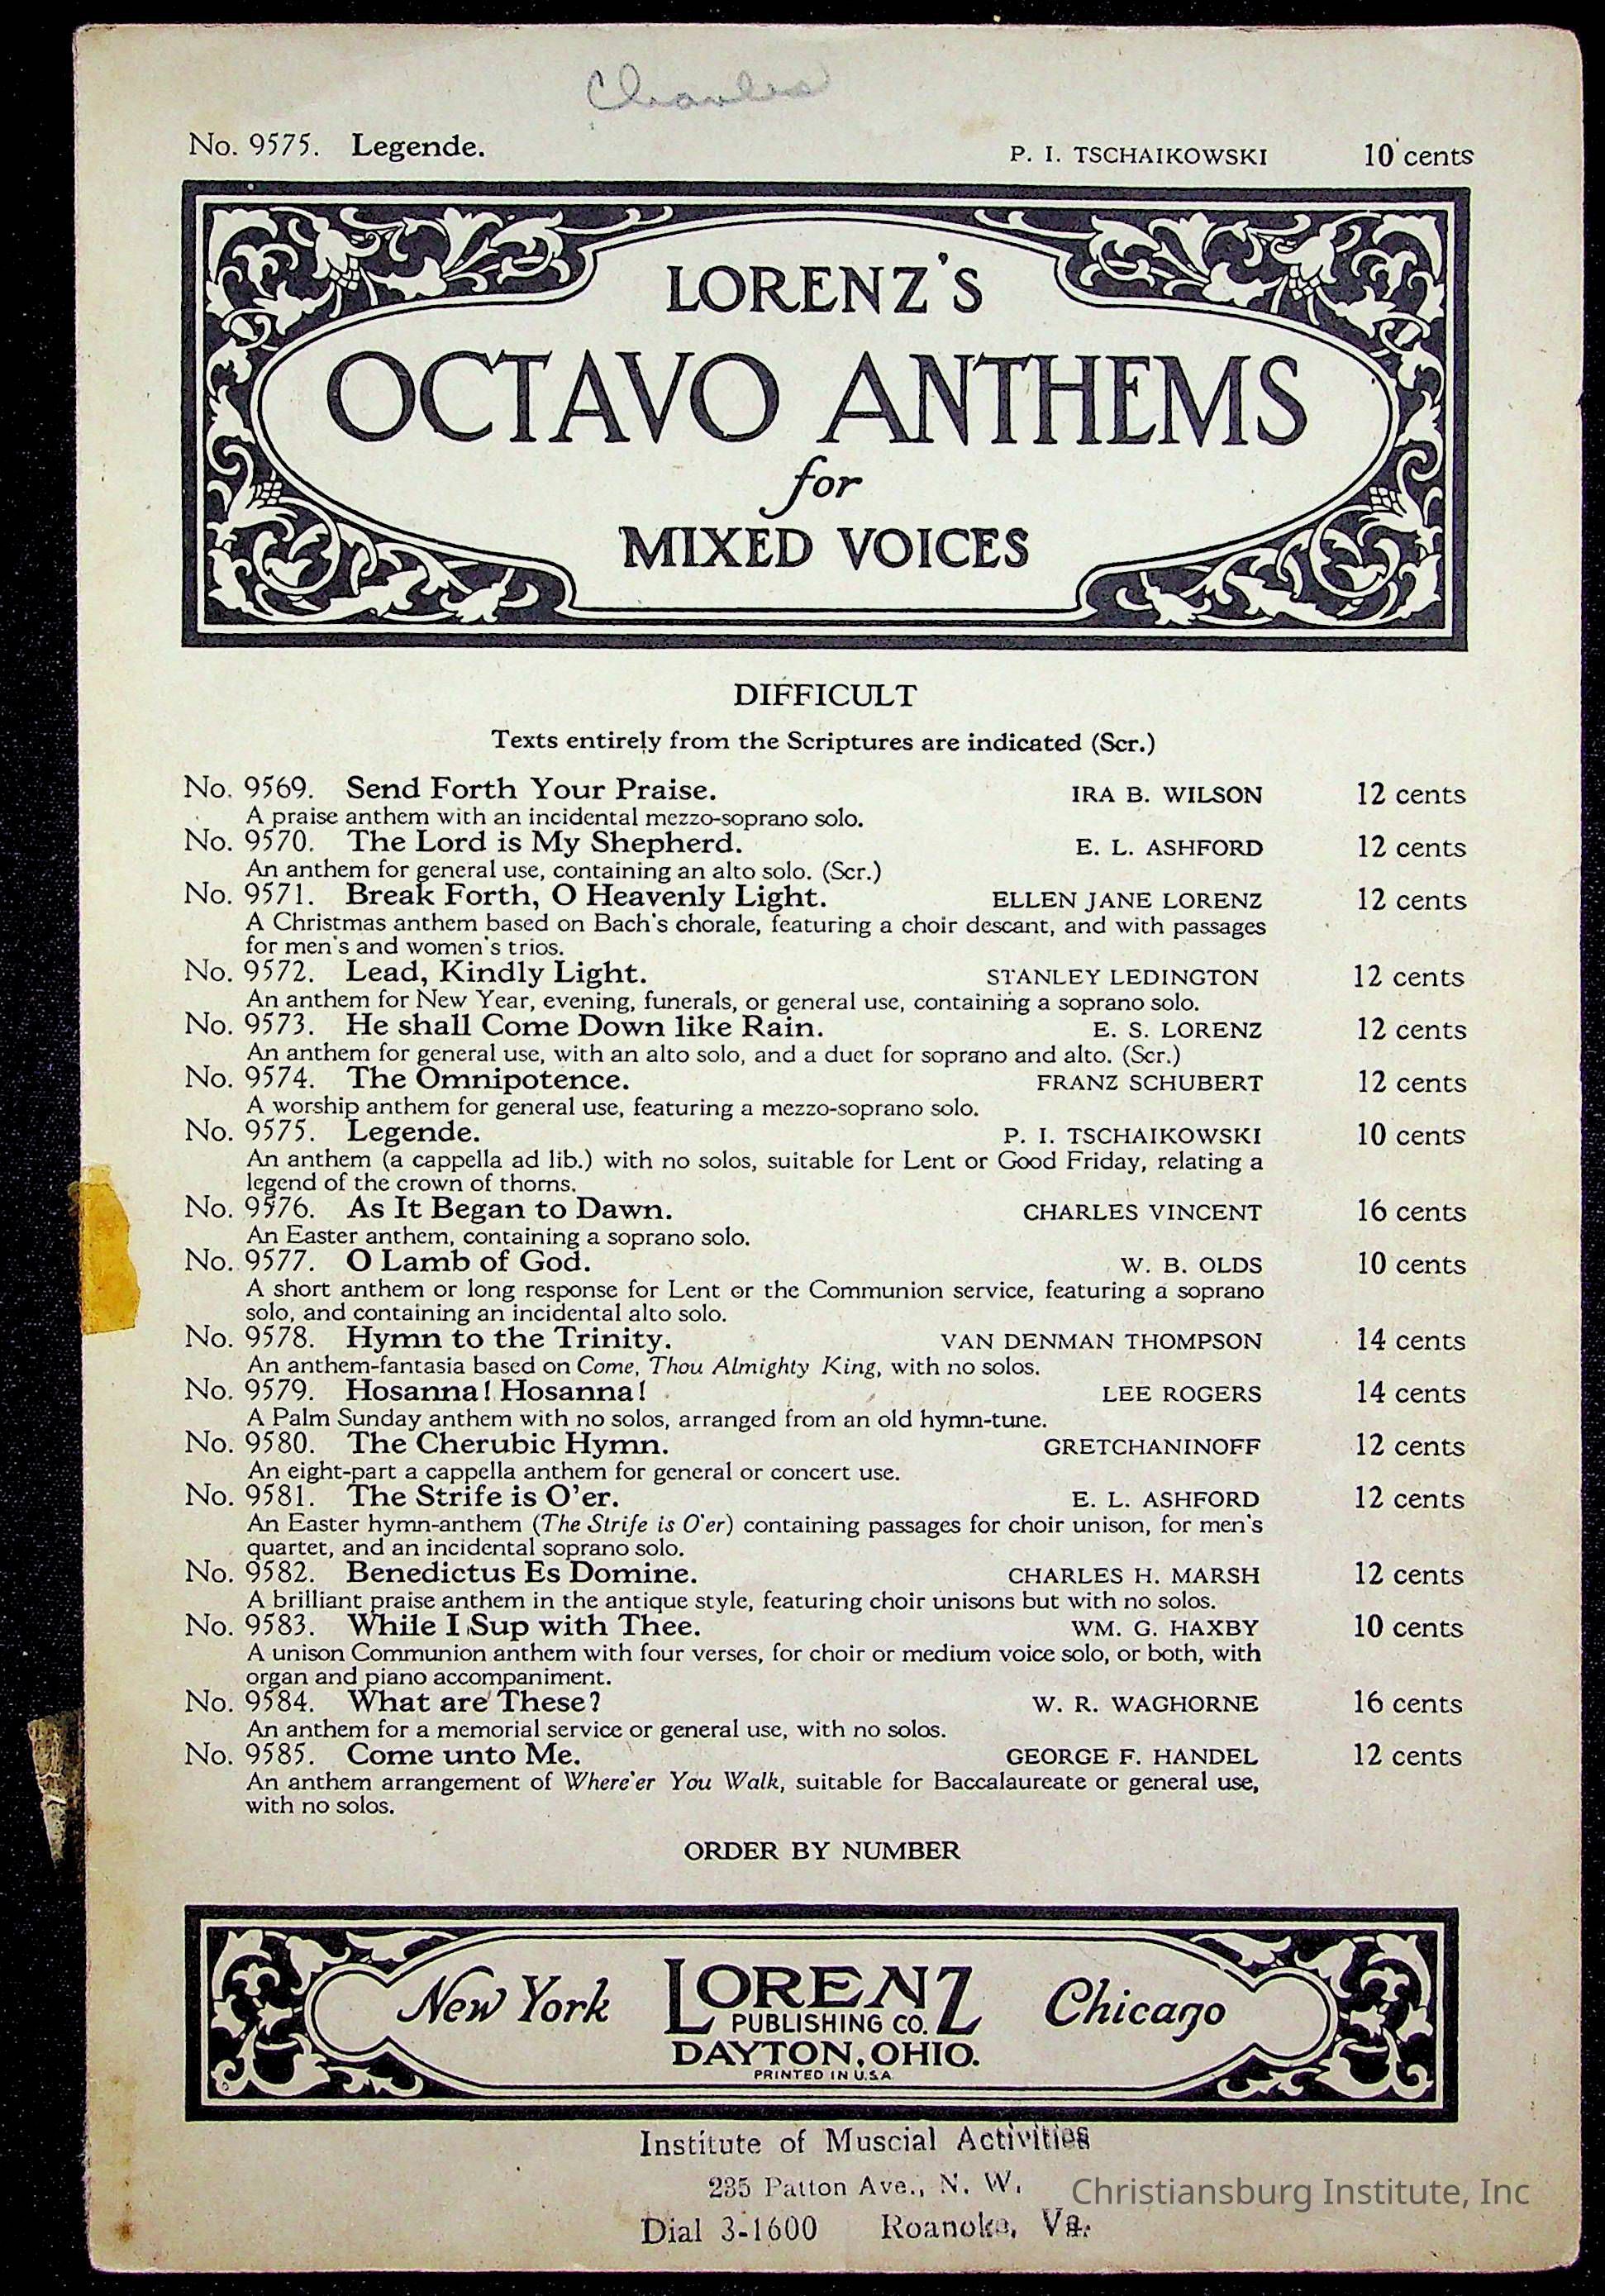 Charles
No. 9575. Legende. P. I. TSCHAIKOWSKI 10 cents
LORENZ'S
OCTAVO ANTHEMS
for
MIXED VOICES
DIFFICULT
Texts entirely from the Scriptures are indicated (Scr.)
No. 9569. Send Forth Your Praise. IRA B. WILSON 12 cents
A praise anthem with an incidental mezzo-soprano solo.
No. 9570. The Lord is My Shepherd. E. L. ASHFORD 12 cents
An anthem for general use, containing an alto solo. (Scr.)
No. 9571. Break Forth, O Heavenly Light. ELLEN JANE LORENZ 12 cents
A Christmas anthem based on Bach's chorale, featuring a choir descant, and with passages
for men's and women's trios.
No. 9572. Lead, Kindly Light. STANLEY LEDINGTON 12 cents
An anthem for New Year, evening, funerals, or general use, containing a soprano solo.
No. 9573. He shall Come Down like Rain. E. S. LORENZ 12 cents
An anthem for general use, with an alto solo, and a duet for soprano and alto. (Scr.)
No. 9574. The Omnipotence. FRANZ SCHUBERT 12 cents
A worship anthem for general use, featuring a mezzo-soprano solo.
No. 9575. Legende. P. I. TSCHAIKOWSKI 10 cents
An anthem (a cappella ad lib.) with no solos, suitable for Lent or Good Friday, relating a
legend of the crown of thorns.
No. 9576. As It Began to Dawn. CHARLES VINCENT 16 cents
An Easter anthem, containing a soprano solo.
No. 9577. O Lamb of God. W. B. OLDS 10 cents
A short anthem or long response for Lent or the Communion service, featuring a soprano
solo, and containing an incidental alto solo.
No. 9578. Hymn to the Trinity. VAN DENMAN THOMPSON 14 cents
An anthem-fantasia based on Come, Thou Almighty King, with no solos.
No. 9579. Hosanna! Hosanna! LEE ROGERS 14 cents
A Palm Sunday anthem with no solos, arranged from an old hymn-tune.
No. 9580. The Cherubic Hymn. GRETCHANINOFF 12 cents
An eight-part a cappella anthem for general or concert use.
No. 9581. The Strife is O'er. E. L. ASHFORD 12 cents
An Easter hymn-anthem (The Strife is O'er) containing passages for choir unison, for men's
quartet, and an incidental soprano solo.
No. 9582. Benedictus Es Domine. CHARLES H. MARSH 12 cents
A brilliant praise anthem in the antique style, featuring choir unisons but with no solos.
No. 9583. While I Sup with Thee. WM. G. HAXBY 10 cents
A unison Communion anthem with four verses, for choir or medium voice solo, or both, with
organ and piano accompaniment.
No. 9584. What are These? W. R. WAGHORNE 16 cents
An anthem for a memorial service or general use, with no solos.
No. 9585. Come unto Me. GEORGE F. HANDEL 12 cents
An anthem arrangement of Where'er You Walk, suitable for Baccalaureate or general use,
with no solos.
ORDER BY NUMBER
New York LORENZ Chicago
PUBLISHING CO.
DAYTON, OHIO.
PRINTED IN U.S.A.
Institute of Muscial Activities
235 Patton Ave., N. W.
Christiansburg Institute, Inc
Dial 3-1600 Roanoke, Va.